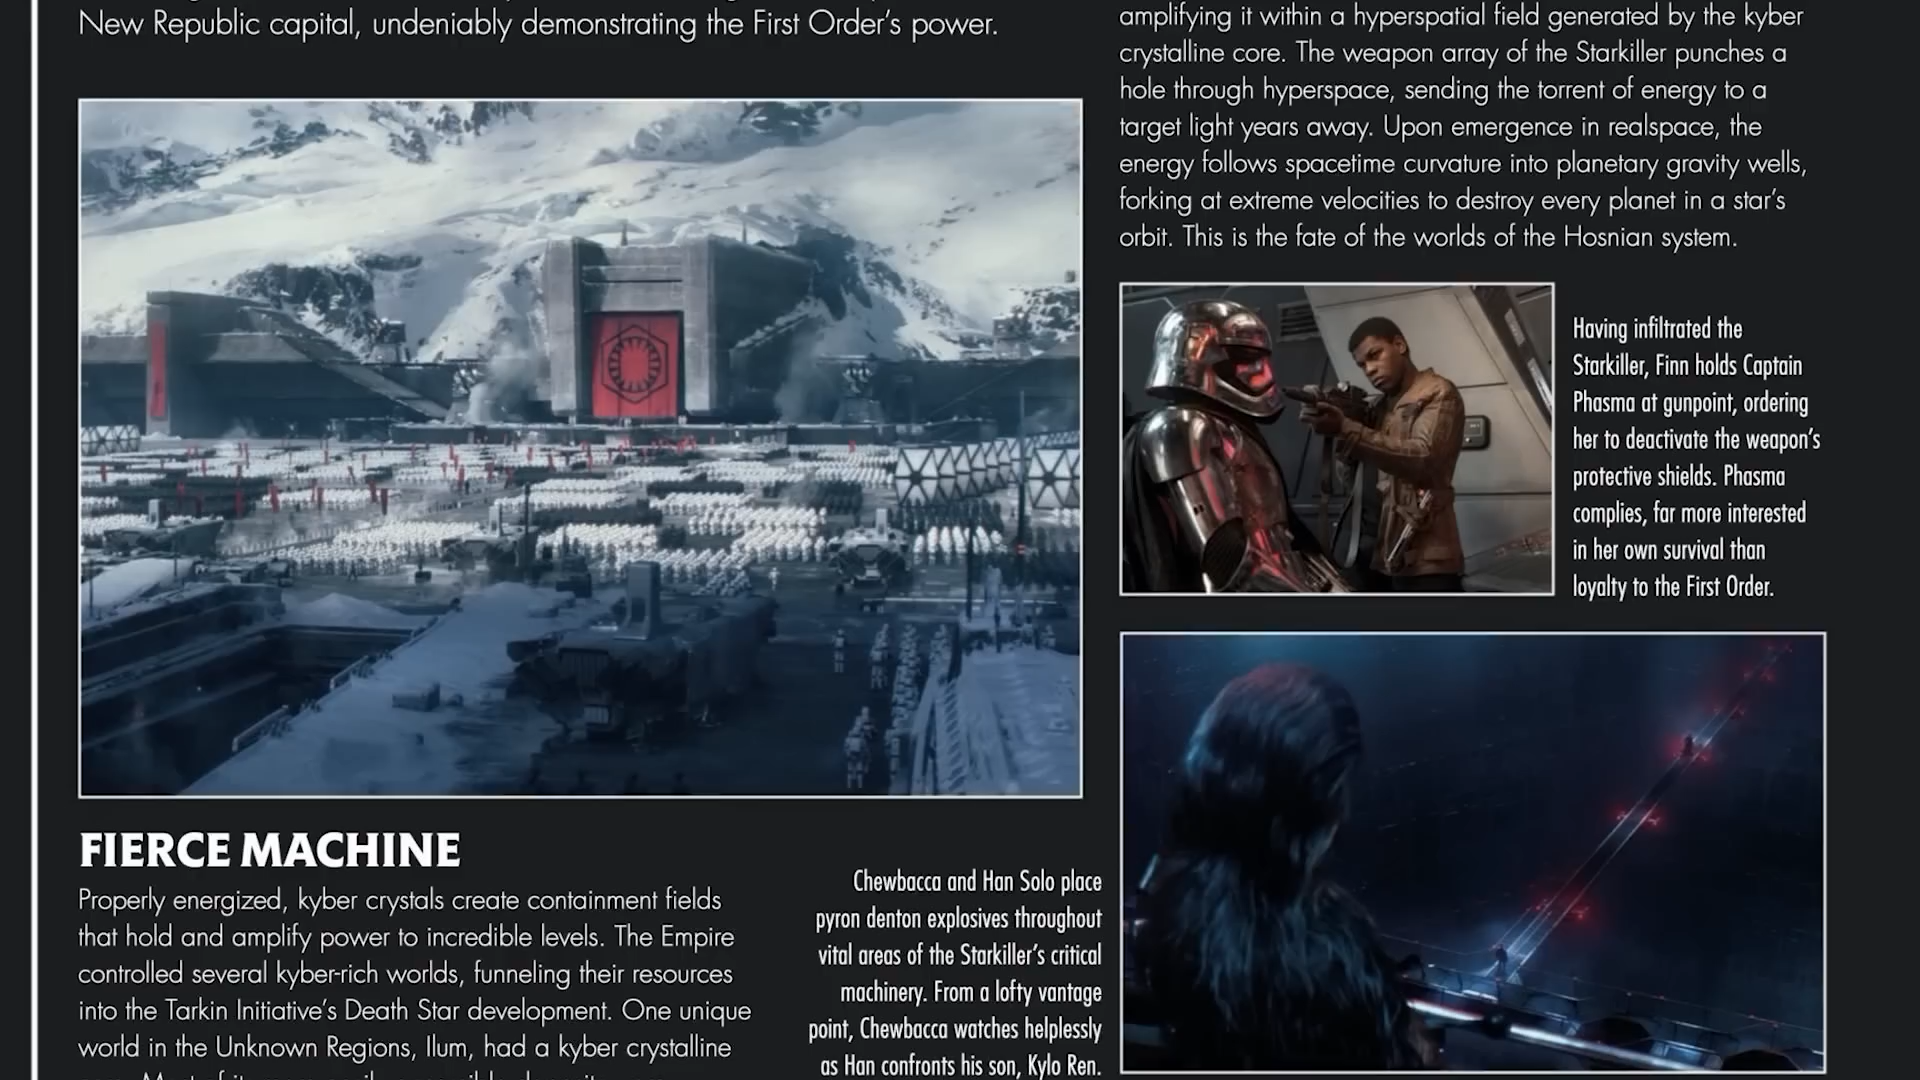 New Republic capital, undeniably demonstrating the First Order's power.
FIERCE MACHINE
Properly energized, kyber crystals create containment fields
that hold and amplify power to incredible levels. The Empire
controlled several kyber-rich worlds, funneling their resources
into the Tarkin Initiative's Death Star development. One unique
world in the Unknown Regions, Ilum, had a kyber crystalline
Chewbacca and Han Solo place
pyron denton explosives throughout
vital areas of the Starkiller's critical
machinery. From a lofty vantage
point, Chewbacca watches helplessly
as Han confronts his son, Kylo Ren.
amplifying it within a hyperspatial field generated by the kyber
crystalline core. The weapon array of the Starkiller punches a
hole through hyperspace, sending the torrent of energy to a
target light years away. Upon emergence in realspace, the
energy follows spacetime curvature into planetary gravity wells,
forking at extreme velocities to destroy every planet in a star's
orbit. This is the fate of the worlds of the Hosnian system.
Having infiltrated the
Starkiller, Finn holds Captain
Phasma at gunpoint, ordering
her to deactivate the weapon's
protective shields. Phasma
complies, far more interested
in her own survival than
loyalty to the First Order.